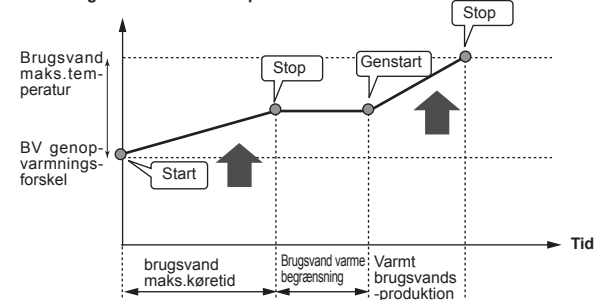 Stop
Brugsvand
maks.tem-
peratur
Stop
Genstart
BV genop-
varmnings-
forskel
Start
Tid
brugsvand
maks.køretid
Brugsvand varme
begrænsning
Varmt
brugsvands
-produktion